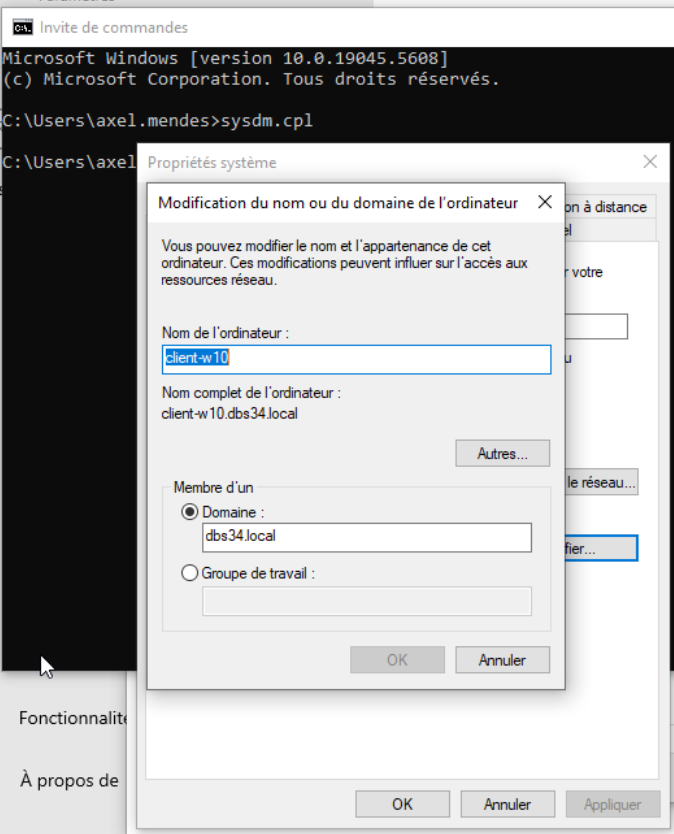 Invite de commandes
Microsoft Windows [version 10.0.19045.5608]
(c) Microsoft Corporation. Tous droits réservés.
C:\Users\axel.mendes>sysdm.cpl
C:\Users\axel
Propriétés système
Modification du nom ou du domaine de l'ordinateur
on à distance
el
Vous pouvez modifier le nom et l'appartenance de cet
ordinateur. Ces modifications peuvent influer sur l'accès aux
ressources réseau.
r votre
Nom de l'ordinateur :
client-w10
u
Nom complet de l'ordinateur :
client-w10.dbs34.local
Autres...
Membre d'un
le réseau...
Domaine :
dbs34.local
fier...
Groupe de travail :
OK
Annuler
Fonctionnalité
À propos de
OK
Annuler
Appliquer